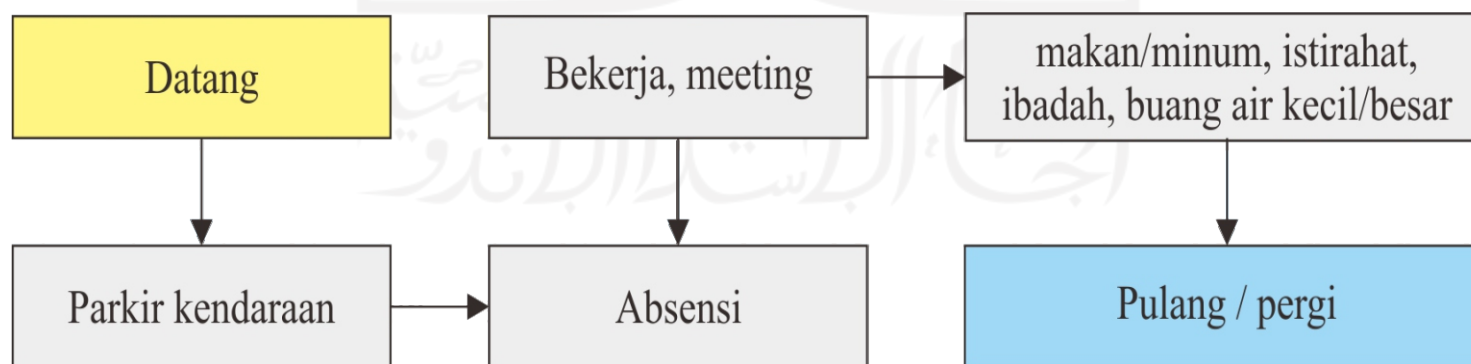 Datang
Bekerja, meeting
makan/minum, istirahat,
ibadah, buang air kecil/besar
Parkir kendaraan
Absensi
Pulang / pergi